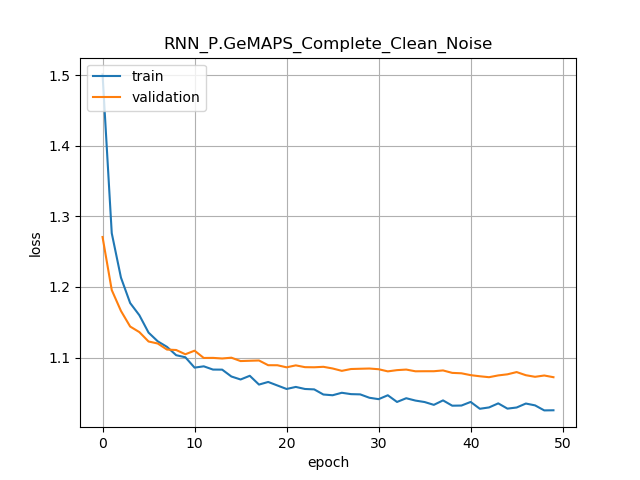 RNN_P.GeMAPS_Complete_Clean_Noise
train
validation
1.5
1.4
1.3
1.2
1.1
loss
0
10
20
30
40
50
epoch